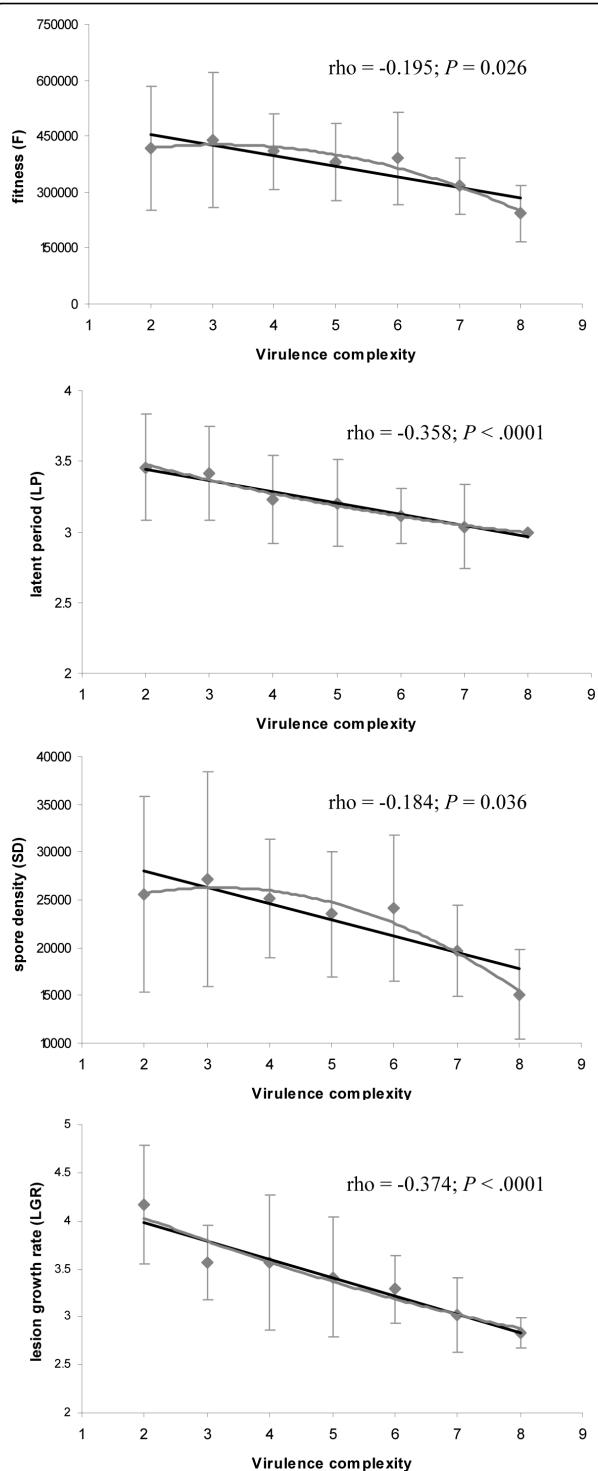 750000
rho = -0.195; P = 0.026
600000
450000
300000
150000
0
fitness (F)
1 2 3 4 5 6 7 8 9
Virulence complexity
4
rho = -0.358; P < .0001
3.5
3
2.5
2
latent period (LP)
1 2 3 4 5 6 7 8 9
Virulence complexity
40000
rho = -0.184; P = 0.036
35000
30000
25000
20000
15000
10000
spore density (SD)
1 2 3 4 5 6 7 8 9
Virulence complexity
5
rho = -0.374; P < .0001
4.5
4
3.5
3
2.5
2
lesion growth rate (LGR)
1 2 3 4 5 6 7 8 9
Virulence complexity